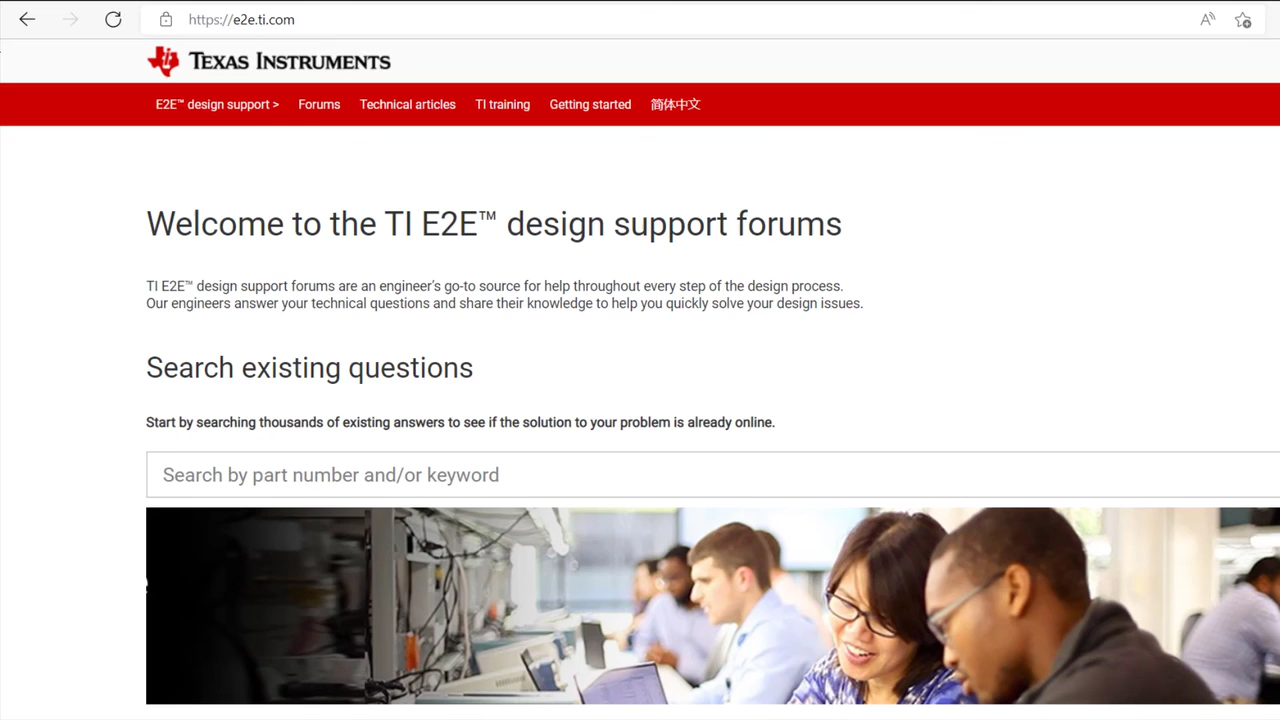 https://e2e.ti.com
TEXAS INSTRUMENTS
E2E™ design support > Forums Technical articles TI training Getting started 简体中文
Welcome to the TI E2E™ design support forums
TI E2E™ design support forums are an engineer's go-to source for help throughout every step of the design process.
Our engineers answer your technical questions and share their knowledge to help you quickly solve your design issues.
Search existing questions
Start by searching thousands of existing answers to see if the solution to your problem is already online.
Search by part number and/or keyword